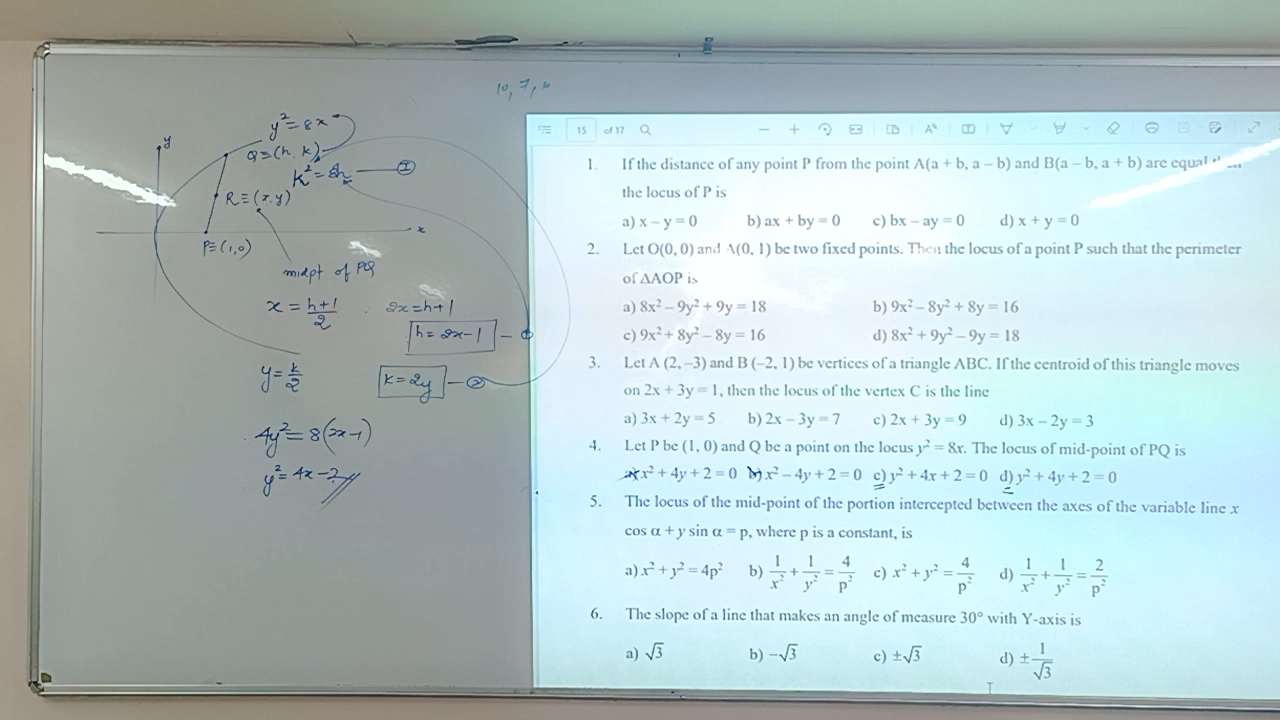 10, 7, 6
y
y² = 8x
Q ≡ (h, k)
k² = 8h — Ⓘ
R ≡ (x, y)
x
P ≡ (1, 0)
midpt of PQ
x = h+1/2 2x = h+1
h = 2x-1 — ①
y = k/2 k = 2y — ②
4y² = 8(2x-1)
y² = 4x-2
15 of 17
1. If the distance of any point P from the point A(a + b, a – b) and B(a – b, a + b) are equal
the locus of P is
a) x – y = 0 b) ax + by = 0 c) bx – ay = 0 d) x + y = 0
2. Let O(0, 0) and A(0, 1) be two fixed points. Then the locus of a point P such that the perimeter
of ΔAOP is
a) 8x² – 9y² + 9y = 18 b) 9x² – 8y² + 8y = 16
c) 9x² + 8y² – 8y = 16 d) 8x² + 9y² – 9y = 18
3. Let A (2, –3) and B (–2, 1) be vertices of a triangle ABC. If the centroid of this triangle moves
on 2x + 3y = 1, then the locus of the vertex C is the line
a) 3x + 2y = 5 b) 2x – 3y = 7 c) 2x + 3y = 9 d) 3x – 2y = 3
4. Let P be (1, 0) and Q be a point on the locus y² = 8x. The locus of mid-point of PQ is
a) x² + 4y + 2 = 0 b) x² – 4y + 2 = 0 c) y² + 4x + 2 = 0 d) y² + 4y + 2 = 0
5. The locus of the mid-point of the portion intercepted between the axes of the variable line x
cos α + y sin α = p, where p is a constant, is
a) x² + y² = 4p² b) 1/x² + 1/y² = 4/p² c) x² + y² = 4/p² d) 1/x² + 1/y² = 2/p²
6. The slope of a line that makes an angle of measure 30° with Y-axis is
a) √3 b) –√3 c) ±√3 d) ±1/√3